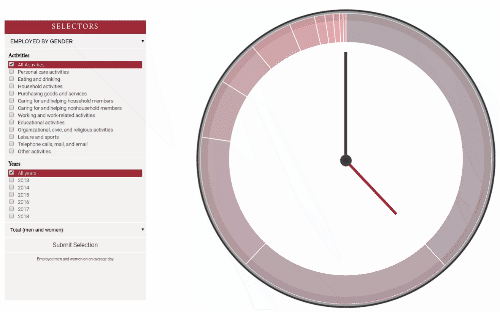 SELECTORS
EMPLOYED BY GENDER
Activities
All Activities
Personal care activities
Eating and drinking
Household activities
Purchasing goods and services
Caring for and helping household members
Caring for and helping nonhousehold members
Working and work-related activities
Educational activities
Organizational, civic, and religious activities
Leisure and sports
Telephone calls, mail, and email
Other activities
Years
All years
2013
2014
2015
2016
2017
2018
Total (men and women)
Submit Selection
Employed men and women on average day